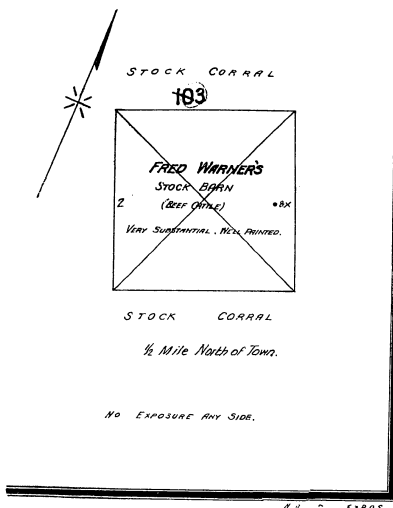 STOCK CORRAL
103
FRED WARNER'S
STOCK BARN
(BEEF CATTLE)
2
8X
VERY SUBSTANTIAL. WELL PAINTED.
STOCK CORRAL
1/2 Mile North of Town.
NO EXPOSURE ANY SIDE.